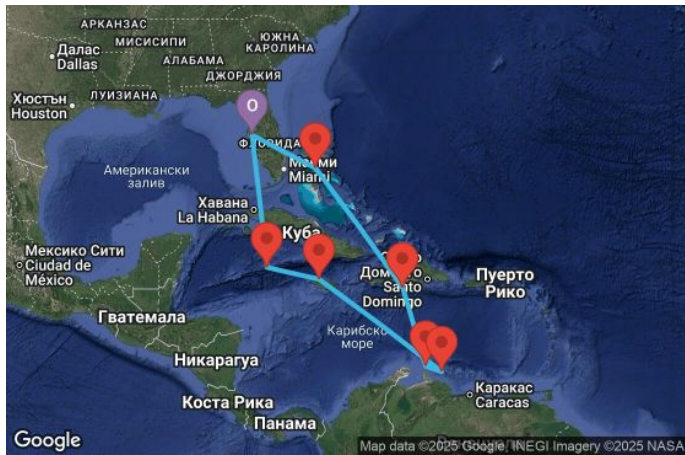 АРКАНЗАС
МИСИСИПИ
ЮЖНА
КАРОЛИНА
Далас
Dallas
АЛАБАМА
ДЖОРДЖИЯ
Хюстън
Houston
ЛУИЗИАНА
O
Miami
Американски
залив
Хавана
La Habana
Куба
Мексико Сити
Ciudad de
México
Santo
Domingo
Пуерто
Рико
Гватемала
Карибско
море
Никарагуа
Каракас
Caracas
Коста Рика
Панама
Google
Map data ©2025 Google, INEGI Imagery ©2025 NASA